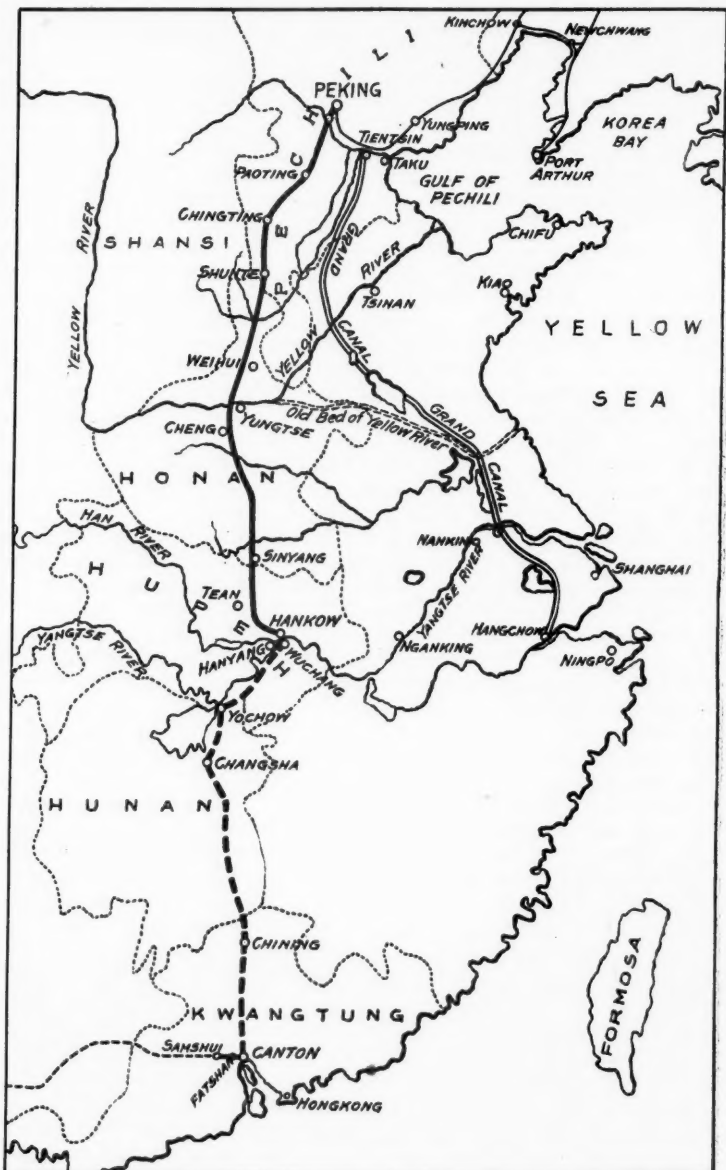 KINCHOW
NEWCHWANG
PECHILI
PEKING
YUNGPING
TIENTSIN
TAKU
KOREA
BAY
PORT
ARTHUR
GULF OF
PECHILI
PAOTING
CHINGTING
SHANSI
SHUNTE
GRAND
CANAL
YELLOW
RIVER
CHIFU
KIAO
TSINAN
YELLOW
SEA
YELLOW
RIVER
WEIHUI
YUNGTSE
CHENG
Old Bed of Yellow River
GRAND
CANAL
HONAN
HAN
RIVER
SINYANG
NANKING
YANGTSE RIVER
SHANGHAI
HUPEH
TEAN
HANKOW
HANYANG
WUCHANG
NGANKING
HANGCHOK
NINGPO
YANGTSE
RIVER
YOCHOW
CHANGSHA
HUNAN
CHINING
KWANGTUNG
SAMSHUI
CANTON
FATSHAN
HONGKONG
FORMOSA
O